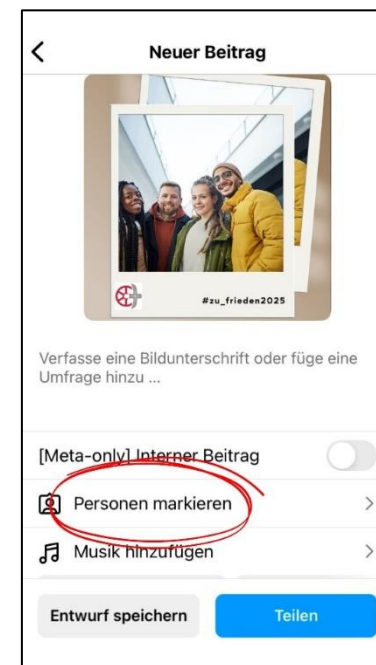 Neuer Beitrag
#zu_frieden2025
Verfasse eine Bildunterschrift oder füge eine
Umfrage hinzu ...
[Meta-only] Interner Beitrag
Personen markieren
Musik hinzufügen
Entwurf speichern
Teilen